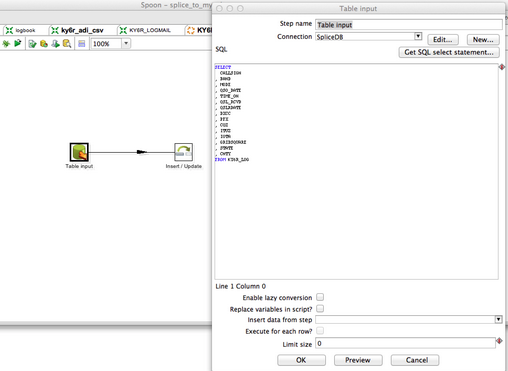 Spoon - splice_to_my
logbook
ky6r_adi_csv
KY6R_LOGMAIL
KY6R
100%
Table input
Insert / Update
Table input
Step name
Table input
Connection
SpliceDB
Edit...
New...
SQL
Get SQL select statement...
SELECT
CALLSIGN
, BAND
, MODE
, QSO_DATE
, TIME_ON
, QSL_RCVD
, QSLRDATE
, DXCC
, PFX
, CQZ
, ITUZ
, IOTA
, GRIDSQUARE
, STATE
, CNTY
FROM KY6R_LOG
Line 1 Column 0
Enable lazy conversion
Replace variables in script?
Insert data from step
Execute for each row?
Limit size
0
OK
Preview
Cancel